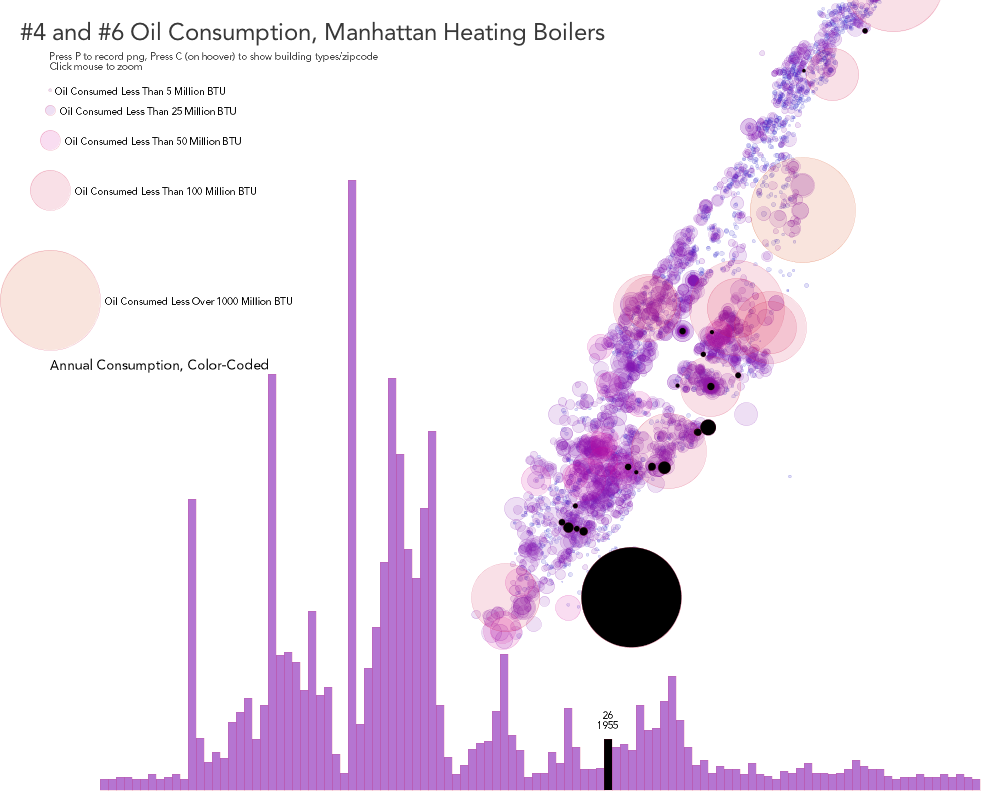 #4 and #6 Oil Consumption, Manhattan Heating Boilers
Press P to record png, Press C (on hoover) to show building types/zipcode
Click mouse to zoom
Oil Consumed Less Than 5 Million BTU
Oil Consumed Less Than 25 Million BTU
Oil Consumed Less Than 50 Million BTU
Oil Consumed Less Than 100 Million BTU
Oil Consumed Less Over 1000 Million BTU
Annual Consumption, Color-Coded
26
1955